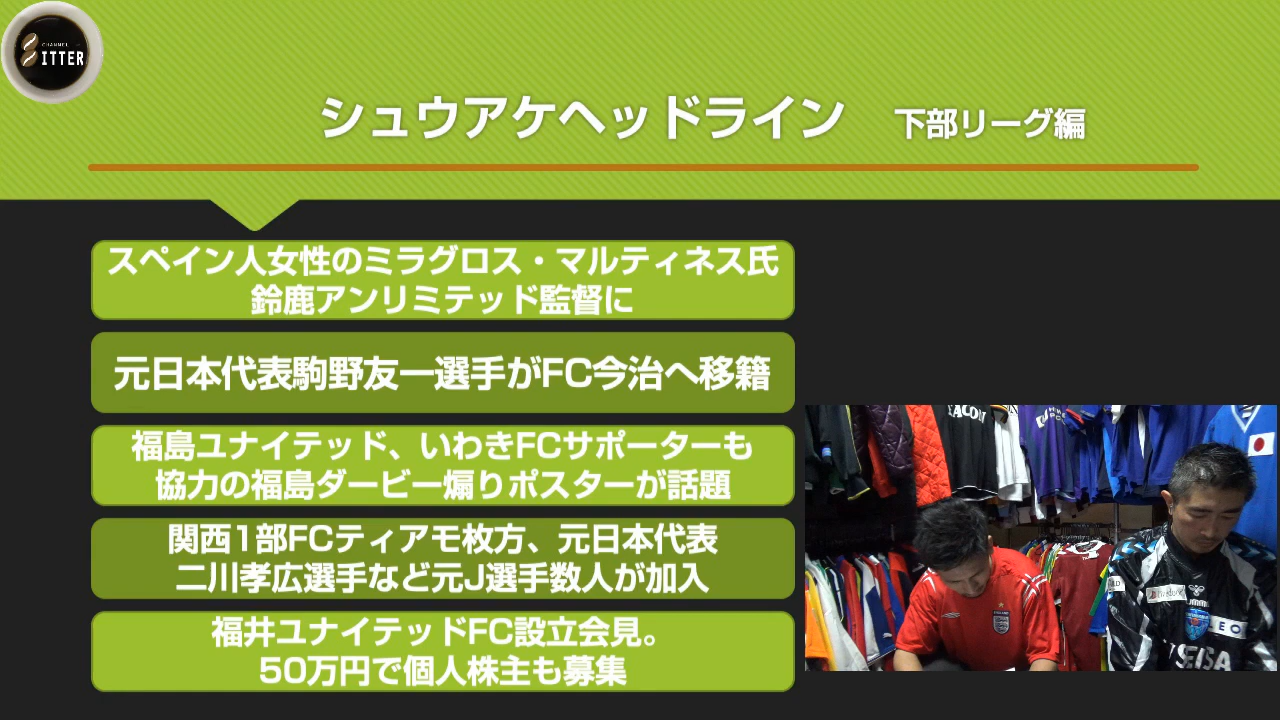 CHANNEL
BITTER
シュウアケヘッドライン 下部リーグ編
スペイン人女性のミラグロス・マルティネス氏
鈴鹿アンリミテッド監督に
元日本代表駒野友一選手がFC今治へ移籍
福島ユナイテッド、いわきFCサポーターも
協力の福島ダービー煽りポスターが話題
関西1部FCティアモ枚方、元日本代表
二川孝広選手など元J選手数人が加入
福井ユナイテッドFC設立会見。
50万円で個人株主も募集